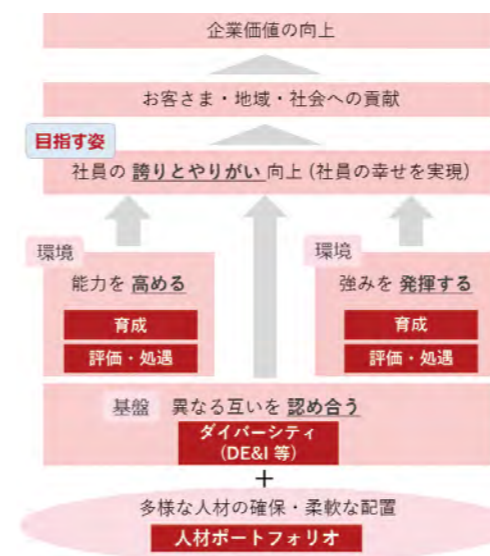 企業価値の向上
お客さま・地域・社会への貢献
目指す姿
社員の 誇りとやりがい 向上 (社員の幸せを実現)
環境
能力を 高める
育成
評価・処遇
環境
強みを 発揮する
育成
評価・処遇
基盤 異なる互いを 認め合う
ダイバーシティ
(DE&I 等)
+
多様な人材の確保・柔軟な配置
人材ポートフォリオ